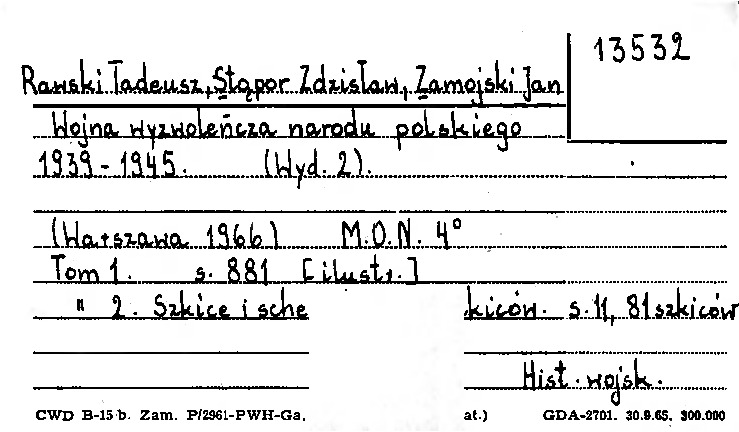 13532
Rawski Tadeusz, Stąpor Zdzisław, Zamojski Jan
Wojna wyzwoleńcza narodu polskiego
1939-1945. (Wyd. 2).
(Warszawa 1966) M.O.N. 4°
Tom 1. s. 881 [ilustr.]
" 2. Szkice i sche kiców. s. 11, 81 szkiców
Hist. wojsk.
CWD B-15 b. Zam. P/2961-PWH-Ga. at.) GDA-2701. 30.9.65. 300.000